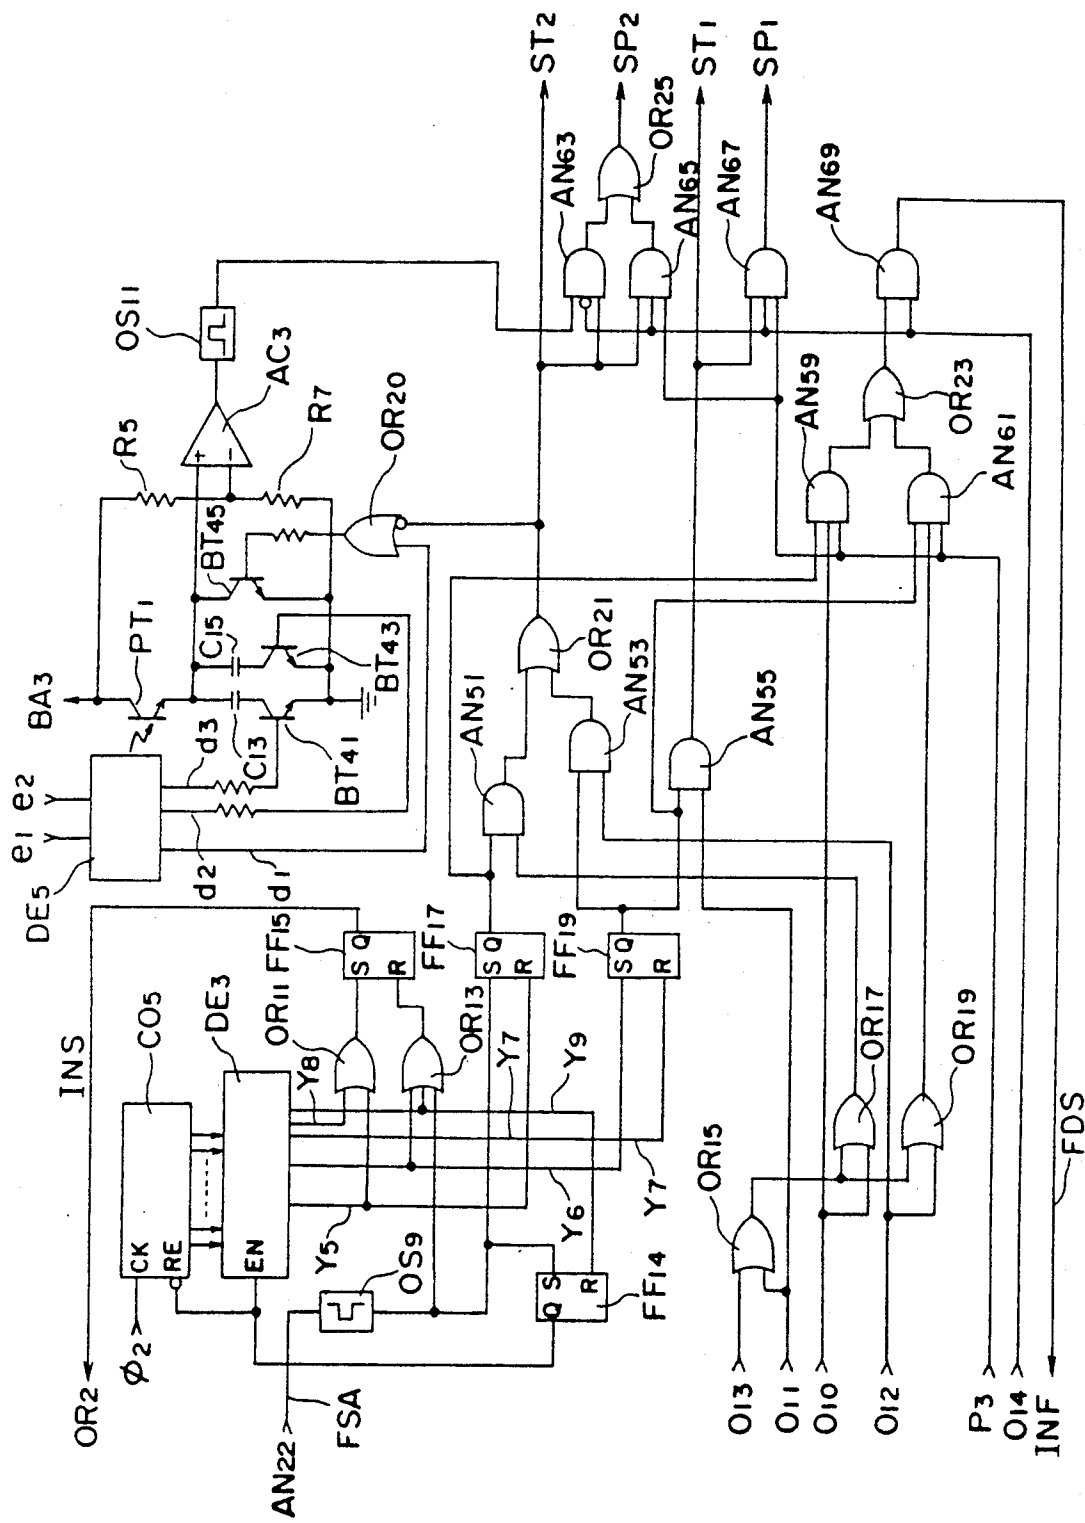 BA3
PT1
R5
OS11
e1
e2
DE5
d3
d2
d1
C13
C15
BT41
BT43
BT45
AC3
+
-
R7
OR20
INS
OR2
CO5
CK
RE
Φ2
DE3
EN
AN22
FSA
OS9
Y5
Y6
Y7
Y8
Y7
Y9
OR11
FF15
S
Q
R
OR13
FF17
S
Q
R
FF19
S
Q
R
Q
S
R
FF14
AN51
OR21
AN53
AN55
ST2
AN63
SP2
OR25
AN65
ST1
AN67
SP1
AN59
AN69
OR23
AN61
OR15
OR17
OR19
O13
O11
O10
O12
P3
O14
INF
FDS